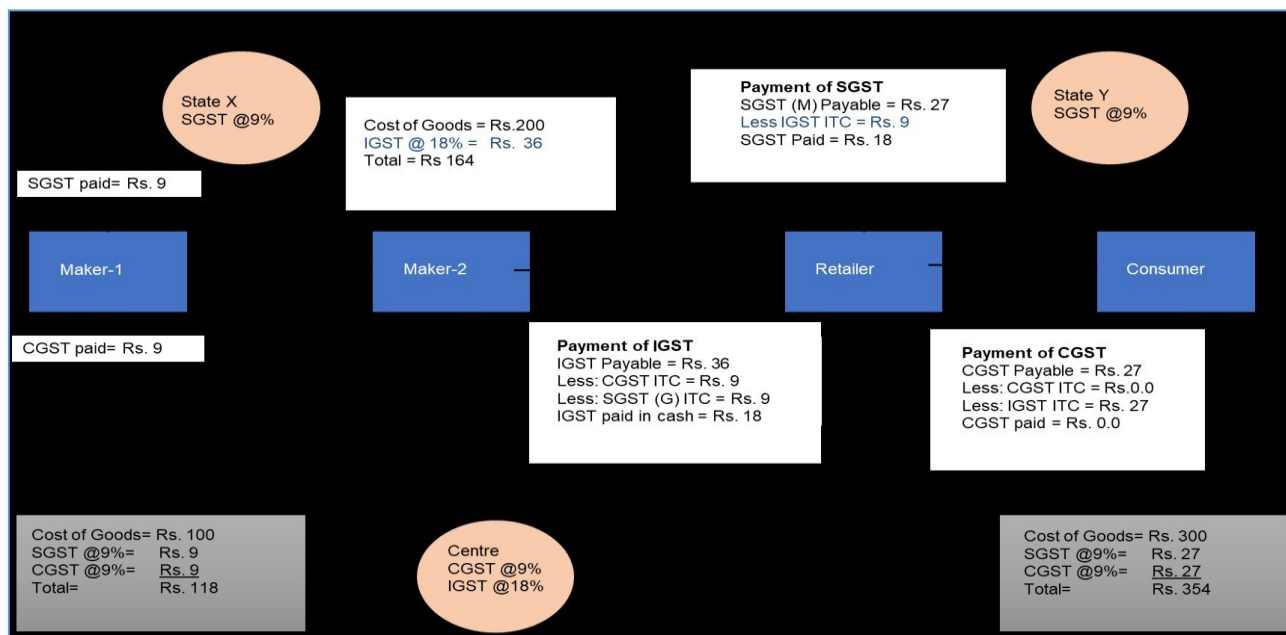 State X
SGST @9%
Cost of Goods = Rs.200
IGST @ 18% = Rs. 36
Total = Rs 164
Payment of SGST
SGST (M) Payable = Rs. 27
Less IGST ITC = Rs. 9
SGST Paid = Rs. 18
State Y
SGST @9%
SGST paid= Rs. 9
Maker-1
Maker-2
Retailer
Consumer
CGST paid= Rs. 9
Payment of IGST
IGST Payable = Rs. 36
Less: CGST ITC = Rs. 9
Less: SGST (G) ITC = Rs. 9
IGST paid in cash = Rs. 18
Payment of CGST
CGST Payable = Rs. 27
Less: CGST ITC = Rs.0.0
Less: IGST ITC = Rs. 27
CGST paid = Rs. 0.0
Cost of Goods= Rs. 100
SGST @9%= Rs. 9
CGST @9%= Rs. 9
Total= Rs. 118
Centre
CGST @9%
IGST @18%
Cost of Goods= Rs. 300
SGST @9%= Rs. 27
CGST @9%= Rs. 27
Total= Rs. 354